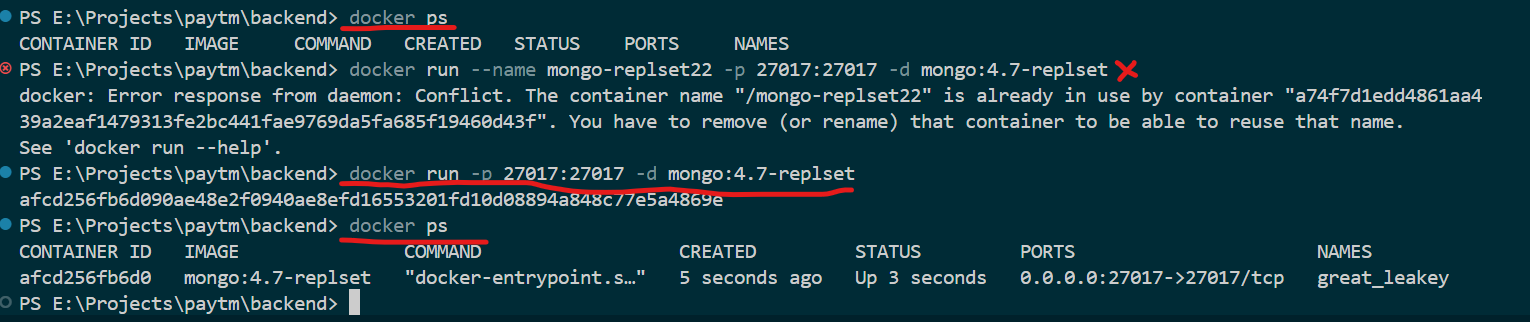 PS E:\Projects\paytm\backend> docker ps
CONTAINER ID IMAGE COMMAND CREATED STATUS PORTS NAMES
PS E:\Projects\paytm\backend> docker run --name mongo-replset22 -p 27017:27017 -d mongo:4.7-replset
docker: Error response from daemon: Conflict. The container name "/mongo-replset22" is already in use by container "a74f7d1edd4861aa4
39a2eaf1479313fe2bc441fae9769da5fa685f19460d43f". You have to remove (or rename) that container to be able to reuse that name.
See 'docker run --help'.
PS E:\Projects\paytm\backend> docker run -p 27017:27017 -d mongo:4.7-replset
afcd256fb6d090ae48e2f0940ae8efd16553201fd10d08894a848c77e5a4869e
PS E:\Projects\paytm\backend> docker ps
CONTAINER ID IMAGE COMMAND CREATED STATUS PORTS NAMES
afcd256fb6d0 mongo:4.7-replset "docker-entrypoint.s…" 5 seconds ago Up 3 seconds 0.0.0.0:27017->27017/tcp great_leakey
PS E:\Projects\paytm\backend>